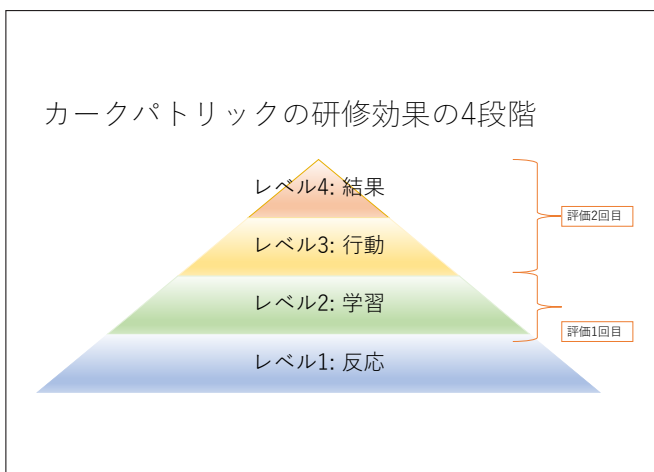 カークパトリックの研修効果の4段階
レベル4: 結果
評価2回目
レベル3: 行動
レベル2: 学習
評価1回目
レベル1: 反応